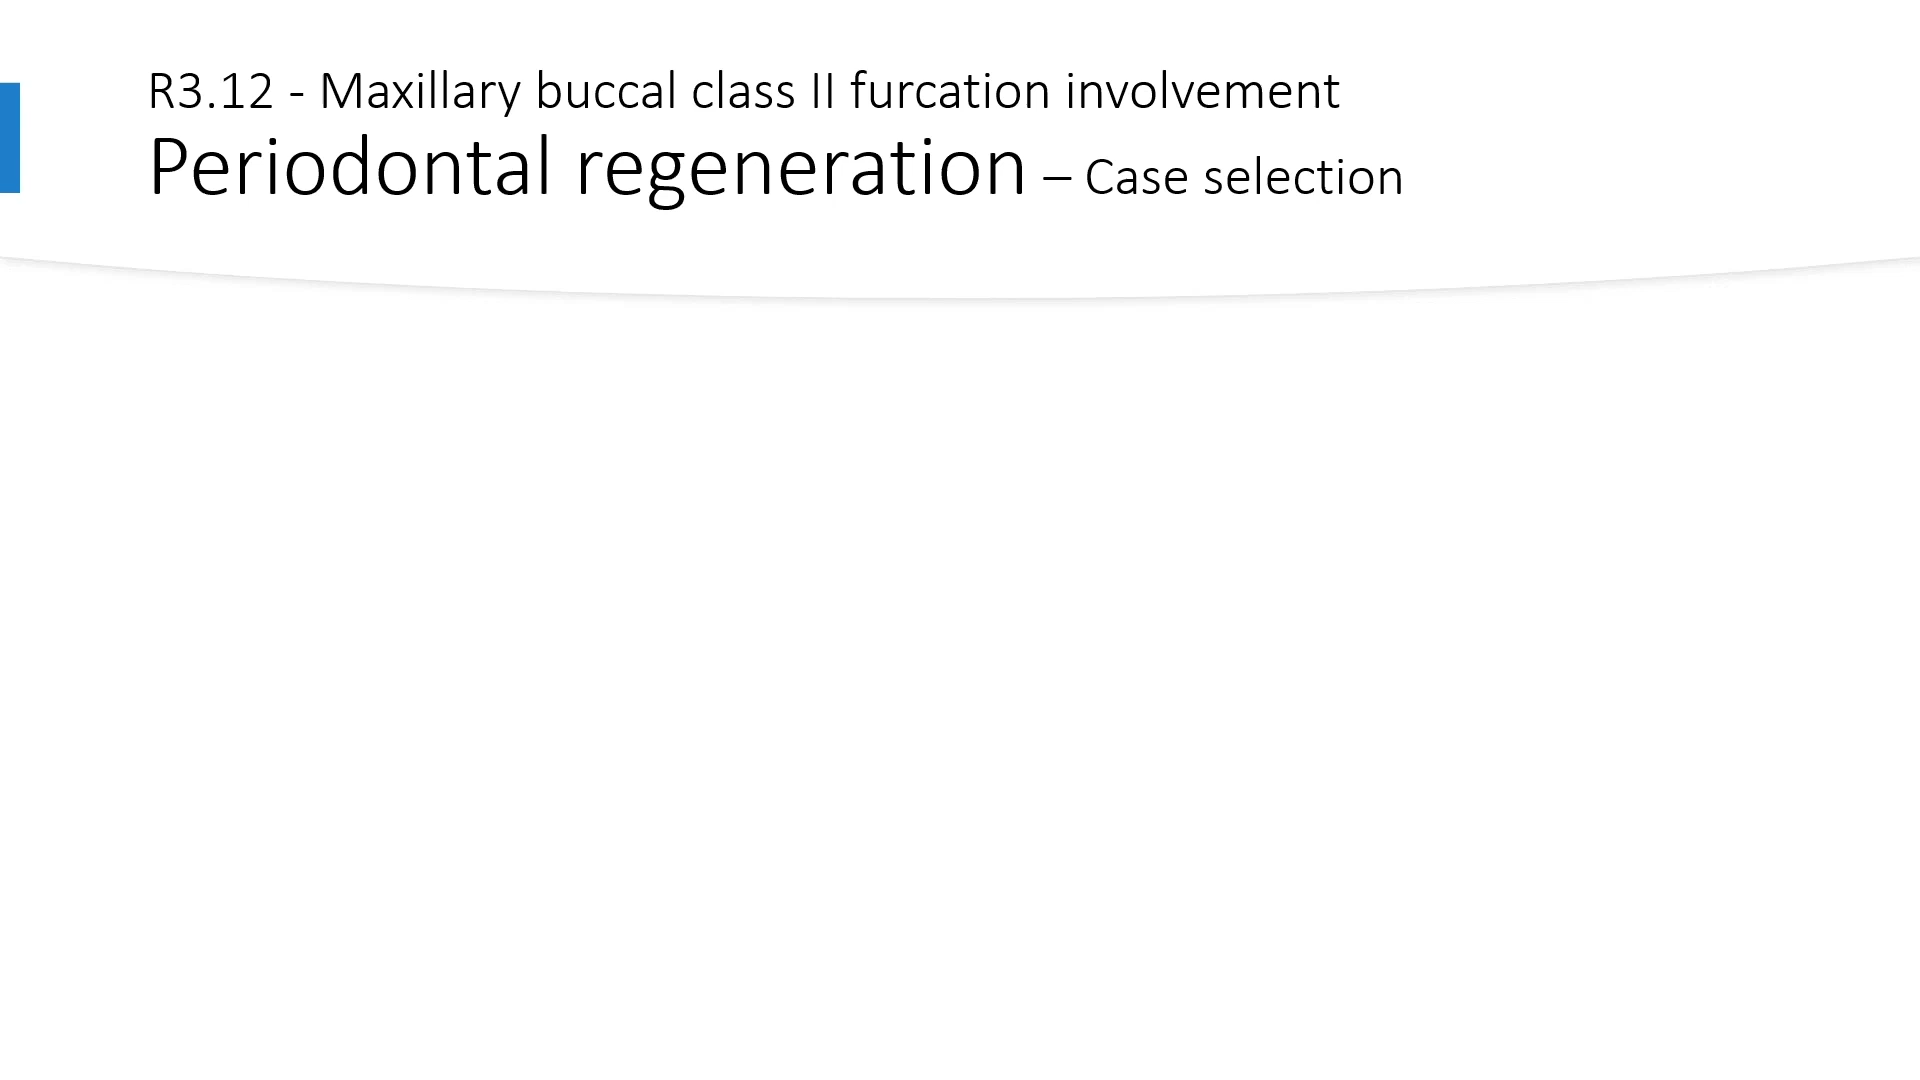 R3.12 - Maxillary buccal class II furcation involvement
Periodontal regeneration – Case selection